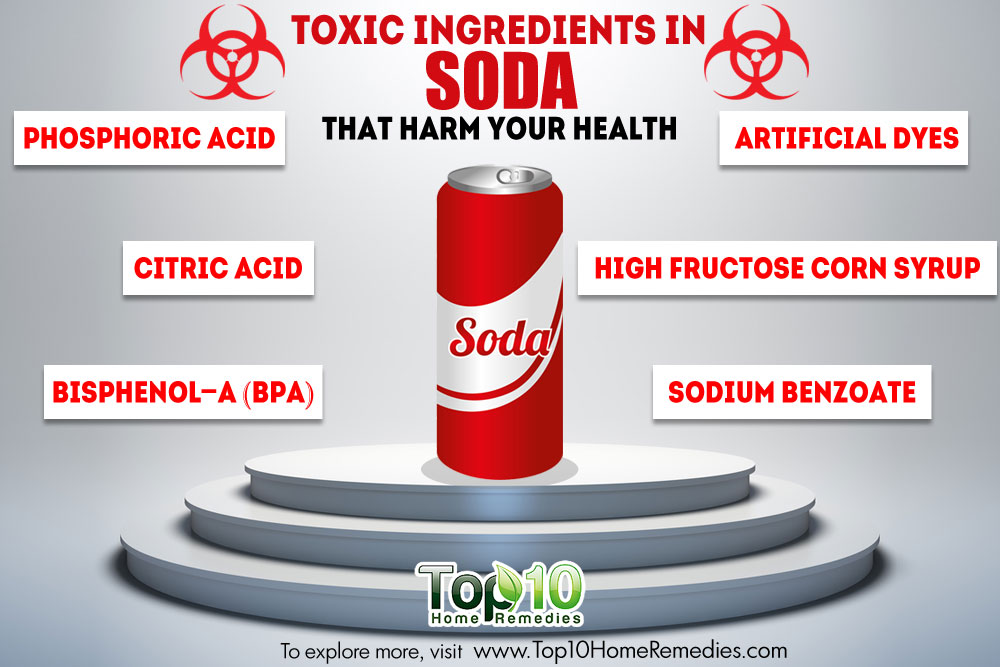 TOXIC INGREDIENTS IN
SODA
THAT HARM YOUR HEALTH
PHOSPHORIC ACID
ARTIFICIAL DYES
CITRIC ACID
HIGH FRUCTOSE CORN SYRUP
Soda
BISPHENOL-A (BPA)
SODIUM BENZOATE
Top10
Home Remedies
To explore more, visit www.Top10HomeRemedies.com